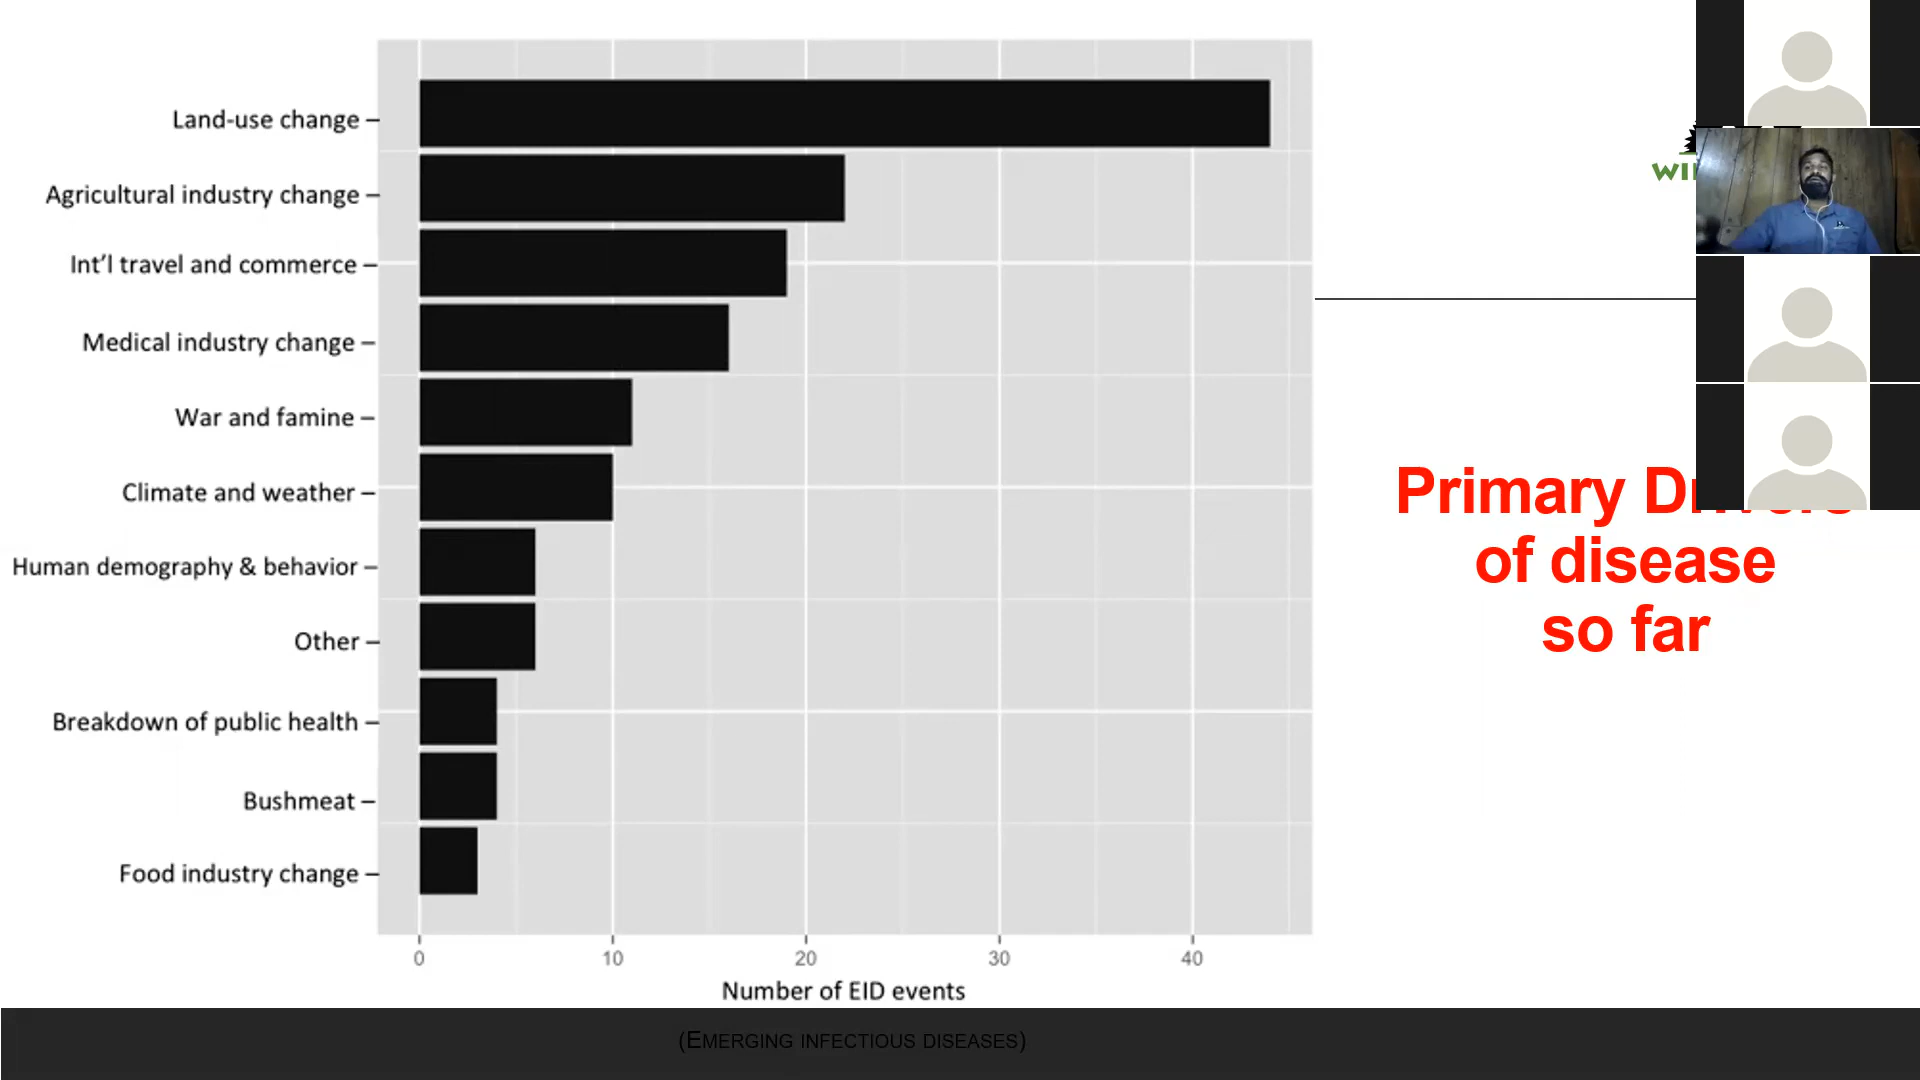 Land-use change
Agricultural industry change
Int'l travel and commerce
Medical industry change
War and famine
Climate and weather
Human demography & behavior
Other
Breakdown of public health
Bushmeat
Food industry change
0 10 20 30 40
Number of EID events
(EMERGING INFECTIOUS DISEASES)
Primary Drivers
of disease
so far